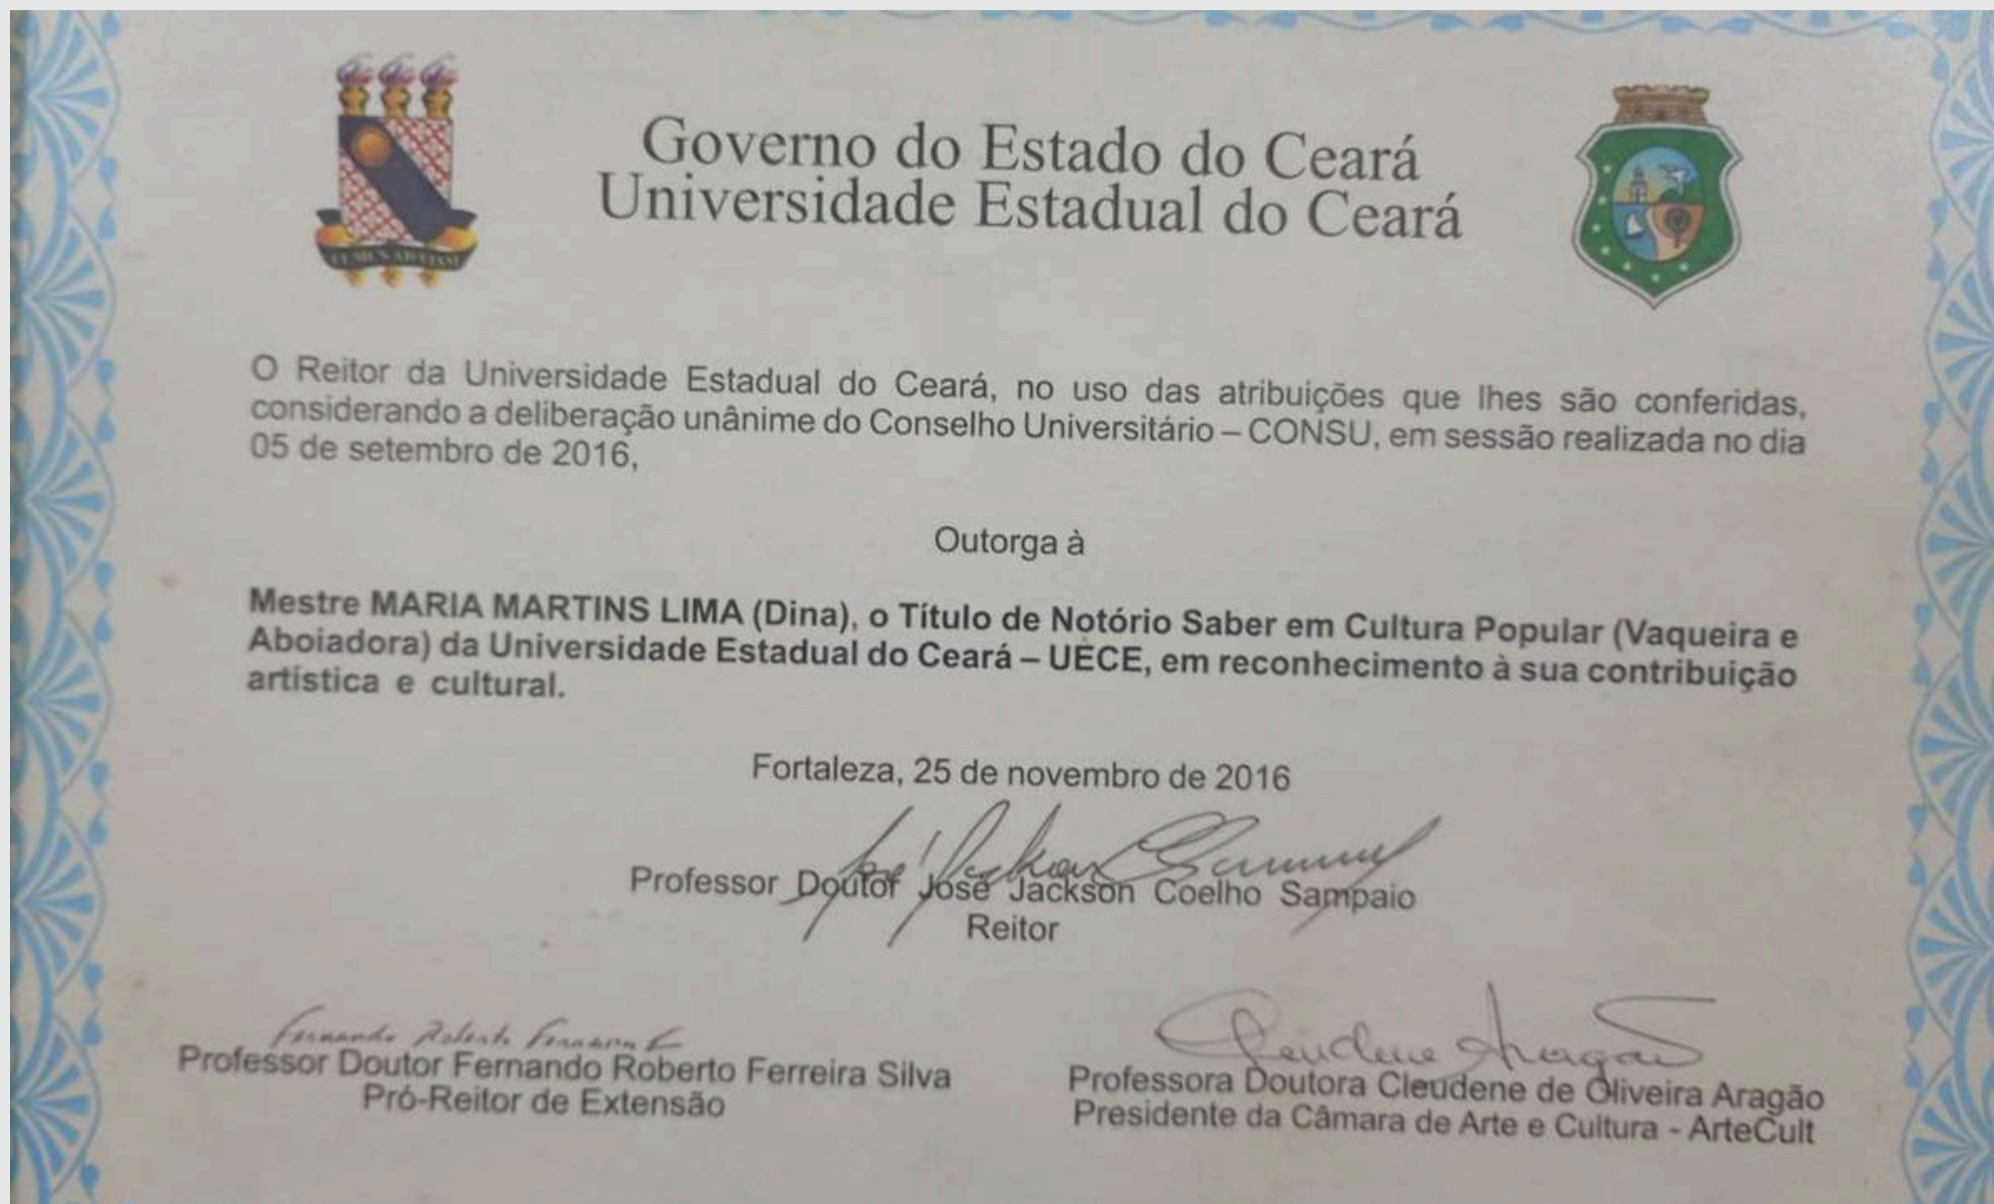 Governo do Estado do Ceará
Universidade Estadual do Ceará
O Reitor da Universidade Estadual do Ceará, no uso das atribuições que lhes são conferidas,
considerando a deliberação unânime do Conselho Universitário – CONSU, em sessão realizada no dia
05 de setembro de 2016,
Outorga à
Mestre MARIA MARTINS LIMA (Dina), o Título de Notório Saber em Cultura Popular (Vaqueira e
Aboiadora) da Universidade Estadual do Ceará – UECE, em reconhecimento à sua contribuição
artística e cultural.
Fortaleza, 25 de novembro de 2016
Professor Doutor José Jackson Coelho Sampaio
Reitor
Fernando Roberto Ferreira
Professor Doutor Fernando Roberto Ferreira Silva
Pró-Reitor de Extensão
Cleudene Aragão
Professora Doutora Cleudene de Oliveira Aragão
Presidente da Câmara de Arte e Cultura - ArteCult